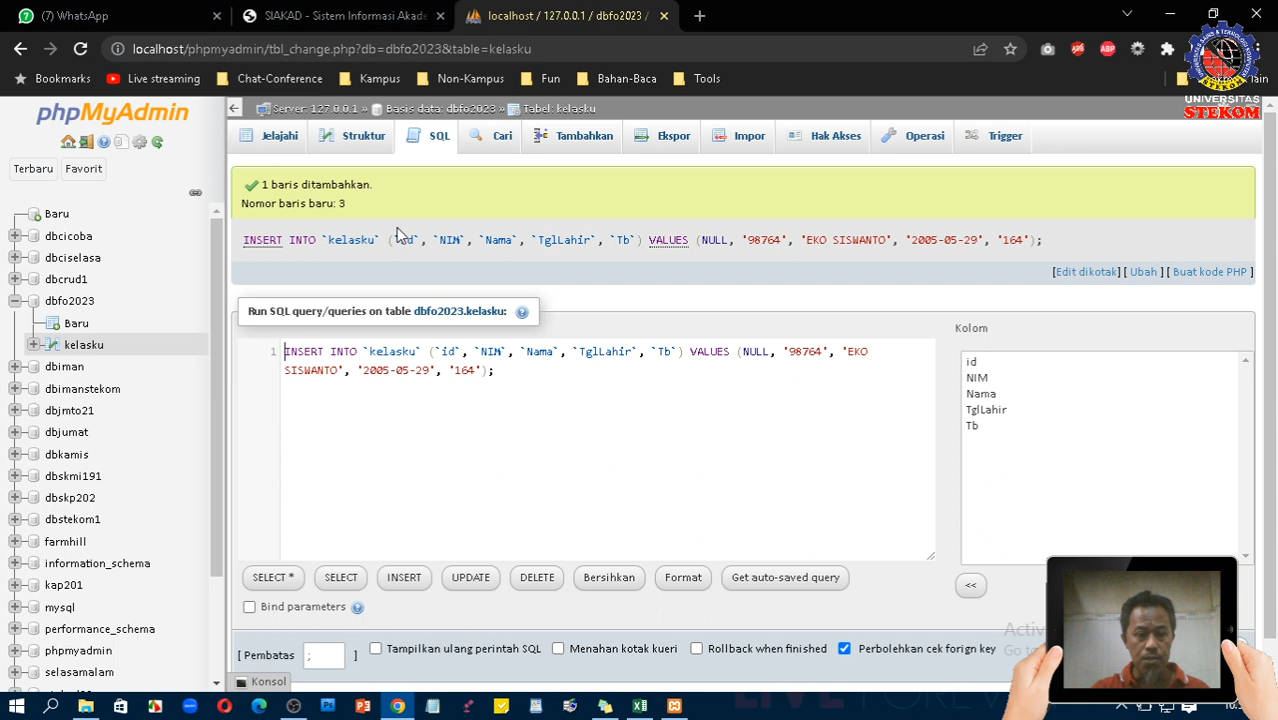 (7) WhatsApp
SIAKAD - Sistem Informasi Akade
localhost / 127.0.0.1 / dbfo2023 /
localhost/phpmyadmin/tbl_change.php?db=dbfo2023&table=kelasku
Bookmarks
Live streaming
Chat-Conference
Kampus
Non-Kampus
Fun
Bahan-Baca
Tools
UNIVERSITAS
STEKOM
phpMyAdmin
Terbaru
Favorit
Baru
dbcicoba
dbciselasa
dbcrud1
dbfo2023
Baru
kelasku
dbiman
dbimanstekom
dbjmto21
dbjumat
dbkamis
dbskmi191
dbskp202
dbstekom1
farmhill
information_schema
kap201
mysql
performance_schema
phpmyadmin
selasamalam
Server: 127.0.0.1 » Basis data: dbfo2023 » Tabel: kelasku
Jelajahi
Struktur
SQL
Cari
Tambahkan
Ekspor
Impor
Hak Akses
Operasi
Trigger
1 baris ditambahkan.
Nomor baris baru: 3
INSERT INTO `kelasku` (`id`, `NIM`, `Nama`, `TglLahir`, `Tb`) VALUES (NULL, '98764', 'EKO SISWANTO', '2005-05-29', '164');
[Edit dikotak] [ Ubah ] [ Buat kode PHP ]
Run SQL query/queries on table dbfo2023.kelasku:
1 INSERT INTO `kelasku` (`id`, `NIM`, `Nama`, `TglLahir`, `Tb`) VALUES (NULL, '98764', 'EKO
SISWANTO', '2005-05-29', '164');
Kolom
id
NIM
Nama
TglLahir
Tb
SELECT *
SELECT
INSERT
UPDATE
DELETE
Bersihkan
Format
Get auto-saved query
<<
Bind parameters
[ Pembatas ; ]
Tampilkan ulang perintah SQL
Menahan kotak kueri
Rollback when finished
Perbolehkan cek forign key
Konsol